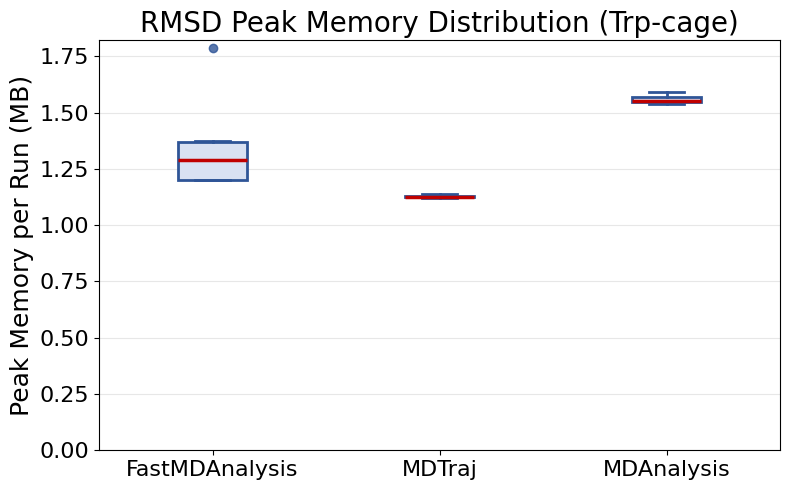 RMSD Peak Memory Distribution (Trp-cage)
Peak Memory per Run (MB)
1.75
1.50
1.25
1.00
0.75
0.50
0.25
0.00
FastMDAnalysis
MDTraj
MDAnalysis